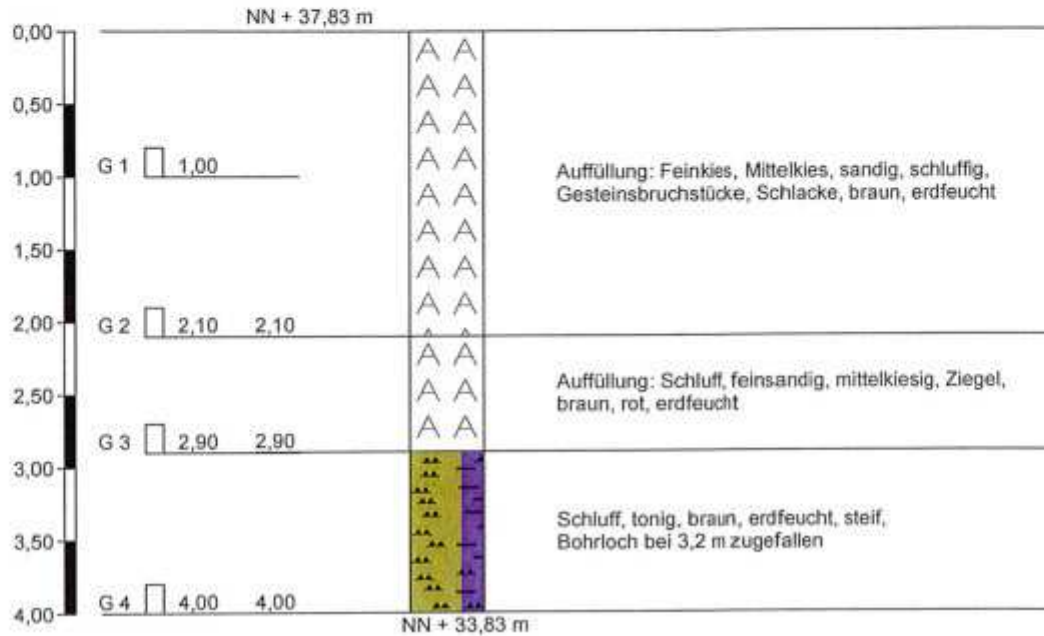 NN + 37,83 m
0,00
0,50
G 1 1,00
1,00
Auffüllung: Feinkies, Mittelkies, sandig, schluffig,
Gesteinsbruchstücke, Schlacke, braun, erdfeucht
1,50
2,00
G 2 2,10 2,10
2,50
Auffüllung: Schluff, feinsandig, mittelkiesig, Ziegel,
braun, rot, erdfeucht
G 3 2,90 2,90
3,00
3,50
Schluff, tonig, braun, erdfeucht, steif,
Bohrloch bei 3,2 m zugefallen
G 4 4,00 4,00
4,00
NN + 33,83 m